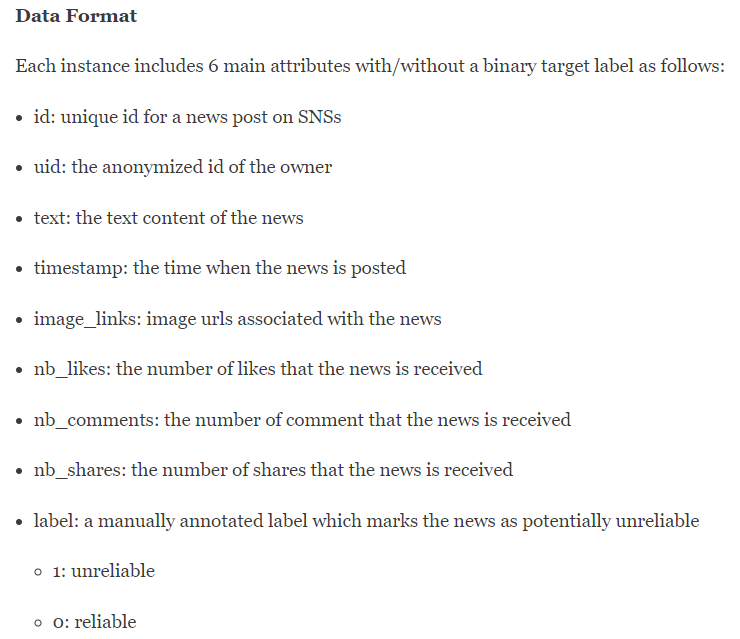 Data Format
Each instance includes 6 main attributes with/without a binary target label as follows:
• id: unique id for a news post on SNSs
• uid: the anonymized id of the owner
• text: the text content of the news
• timestamp: the time when the news is posted
• image_links: image urls associated with the news
• nb_likes: the number of likes that the news is received
• nb_comments: the number of comment that the news is received
• nb_shares: the number of shares that the news is received
• label: a manually annotated label which marks the news as potentially unreliable
◦ 1: unreliable
◦ 0: reliable